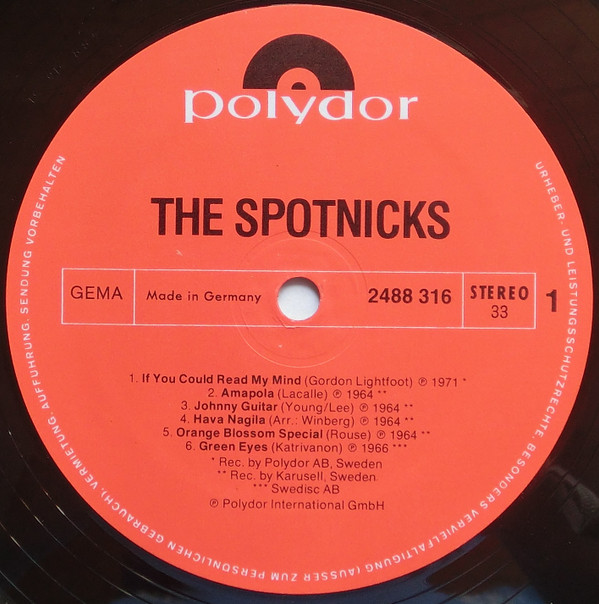 polydor
THE SPOTNICKS
GEMA
Made in Germany
2488 316
STEREO
33
1
1. If You Could Read My Mind (Gordon Lightfoot) ℗ 1971 *
2. Amapola (Lacalle) ℗ 1964 **
3. Johnny Guitar (Young/Lee) ℗ 1964 **
4. Hava Nagila (Arr.: Winberg) ℗ 1964 **
5. Orange Blossom Special (Rouse) ℗ 1964 **
6. Green Eyes (Katrivanon) ℗ 1966 ***
* Rec. by Polydor AB, Sweden
** Rec. by Karusell, Sweden
*** Swedisc AB
℗ Polydor International GmbH
URHEBER- UND LEISTUNGSSCHUTZRECHTE, BESONDERS VERVIELFÄLTIGUNG (AUSSER ZUM PERSÖNLICHEN GEBRAUCH), VERMIETUNG, AUFFÜHRUNG, SENDUNG VORBEHALTEN